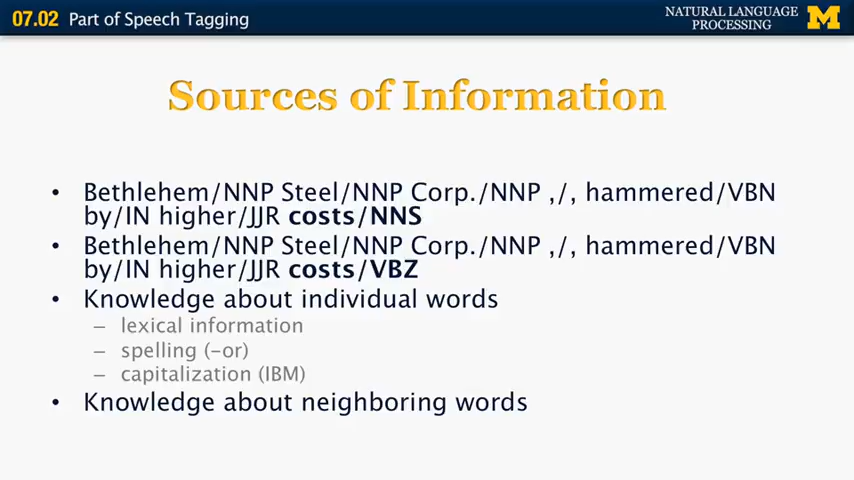 07.02 Part of Speech Tagging
NATURAL LANGUAGE
PROCESSING
M
Sources of Information
• Bethlehem/NNP Steel/NNP Corp./NNP ,/, hammered/VBN
by/IN higher/JJR costs/NNS
• Bethlehem/NNP Steel/NNP Corp./NNP ,/, hammered/VBN
by/IN higher/JJR costs/VBZ
• Knowledge about individual words
– lexical information
– spelling (-or)
– capitalization (IBM)
• Knowledge about neighboring words